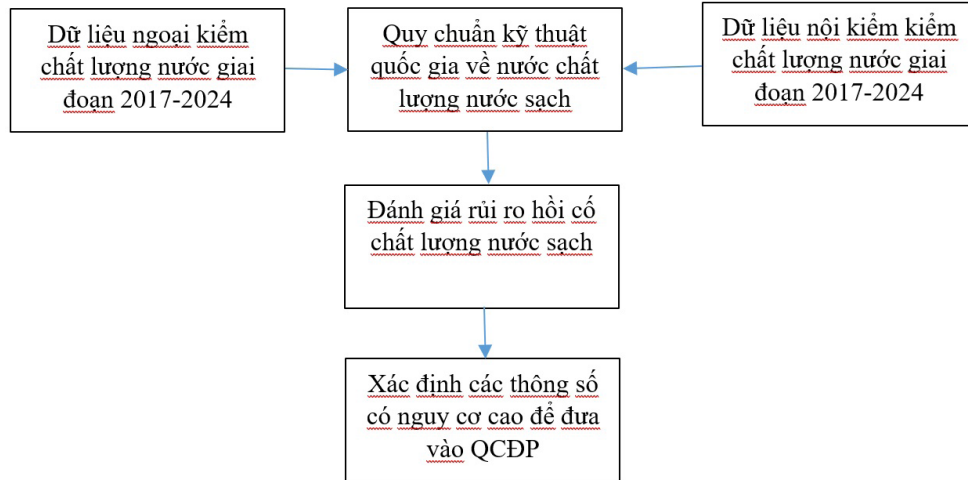 Dữ liệu ngoại kiểm
chất lượng nước giai
đoạn 2017-2024
Quy chuẩn kỹ thuật
quốc gia về nước chất
lượng nước sạch
Dữ liệu nội kiểm kiểm
chất lượng nước giai
đoạn 2017-2024
Đánh giá rủi ro hồi cố
chất lượng nước sạch
Xác định các thông số
có nguy cơ cao để đưa
vào QCĐP